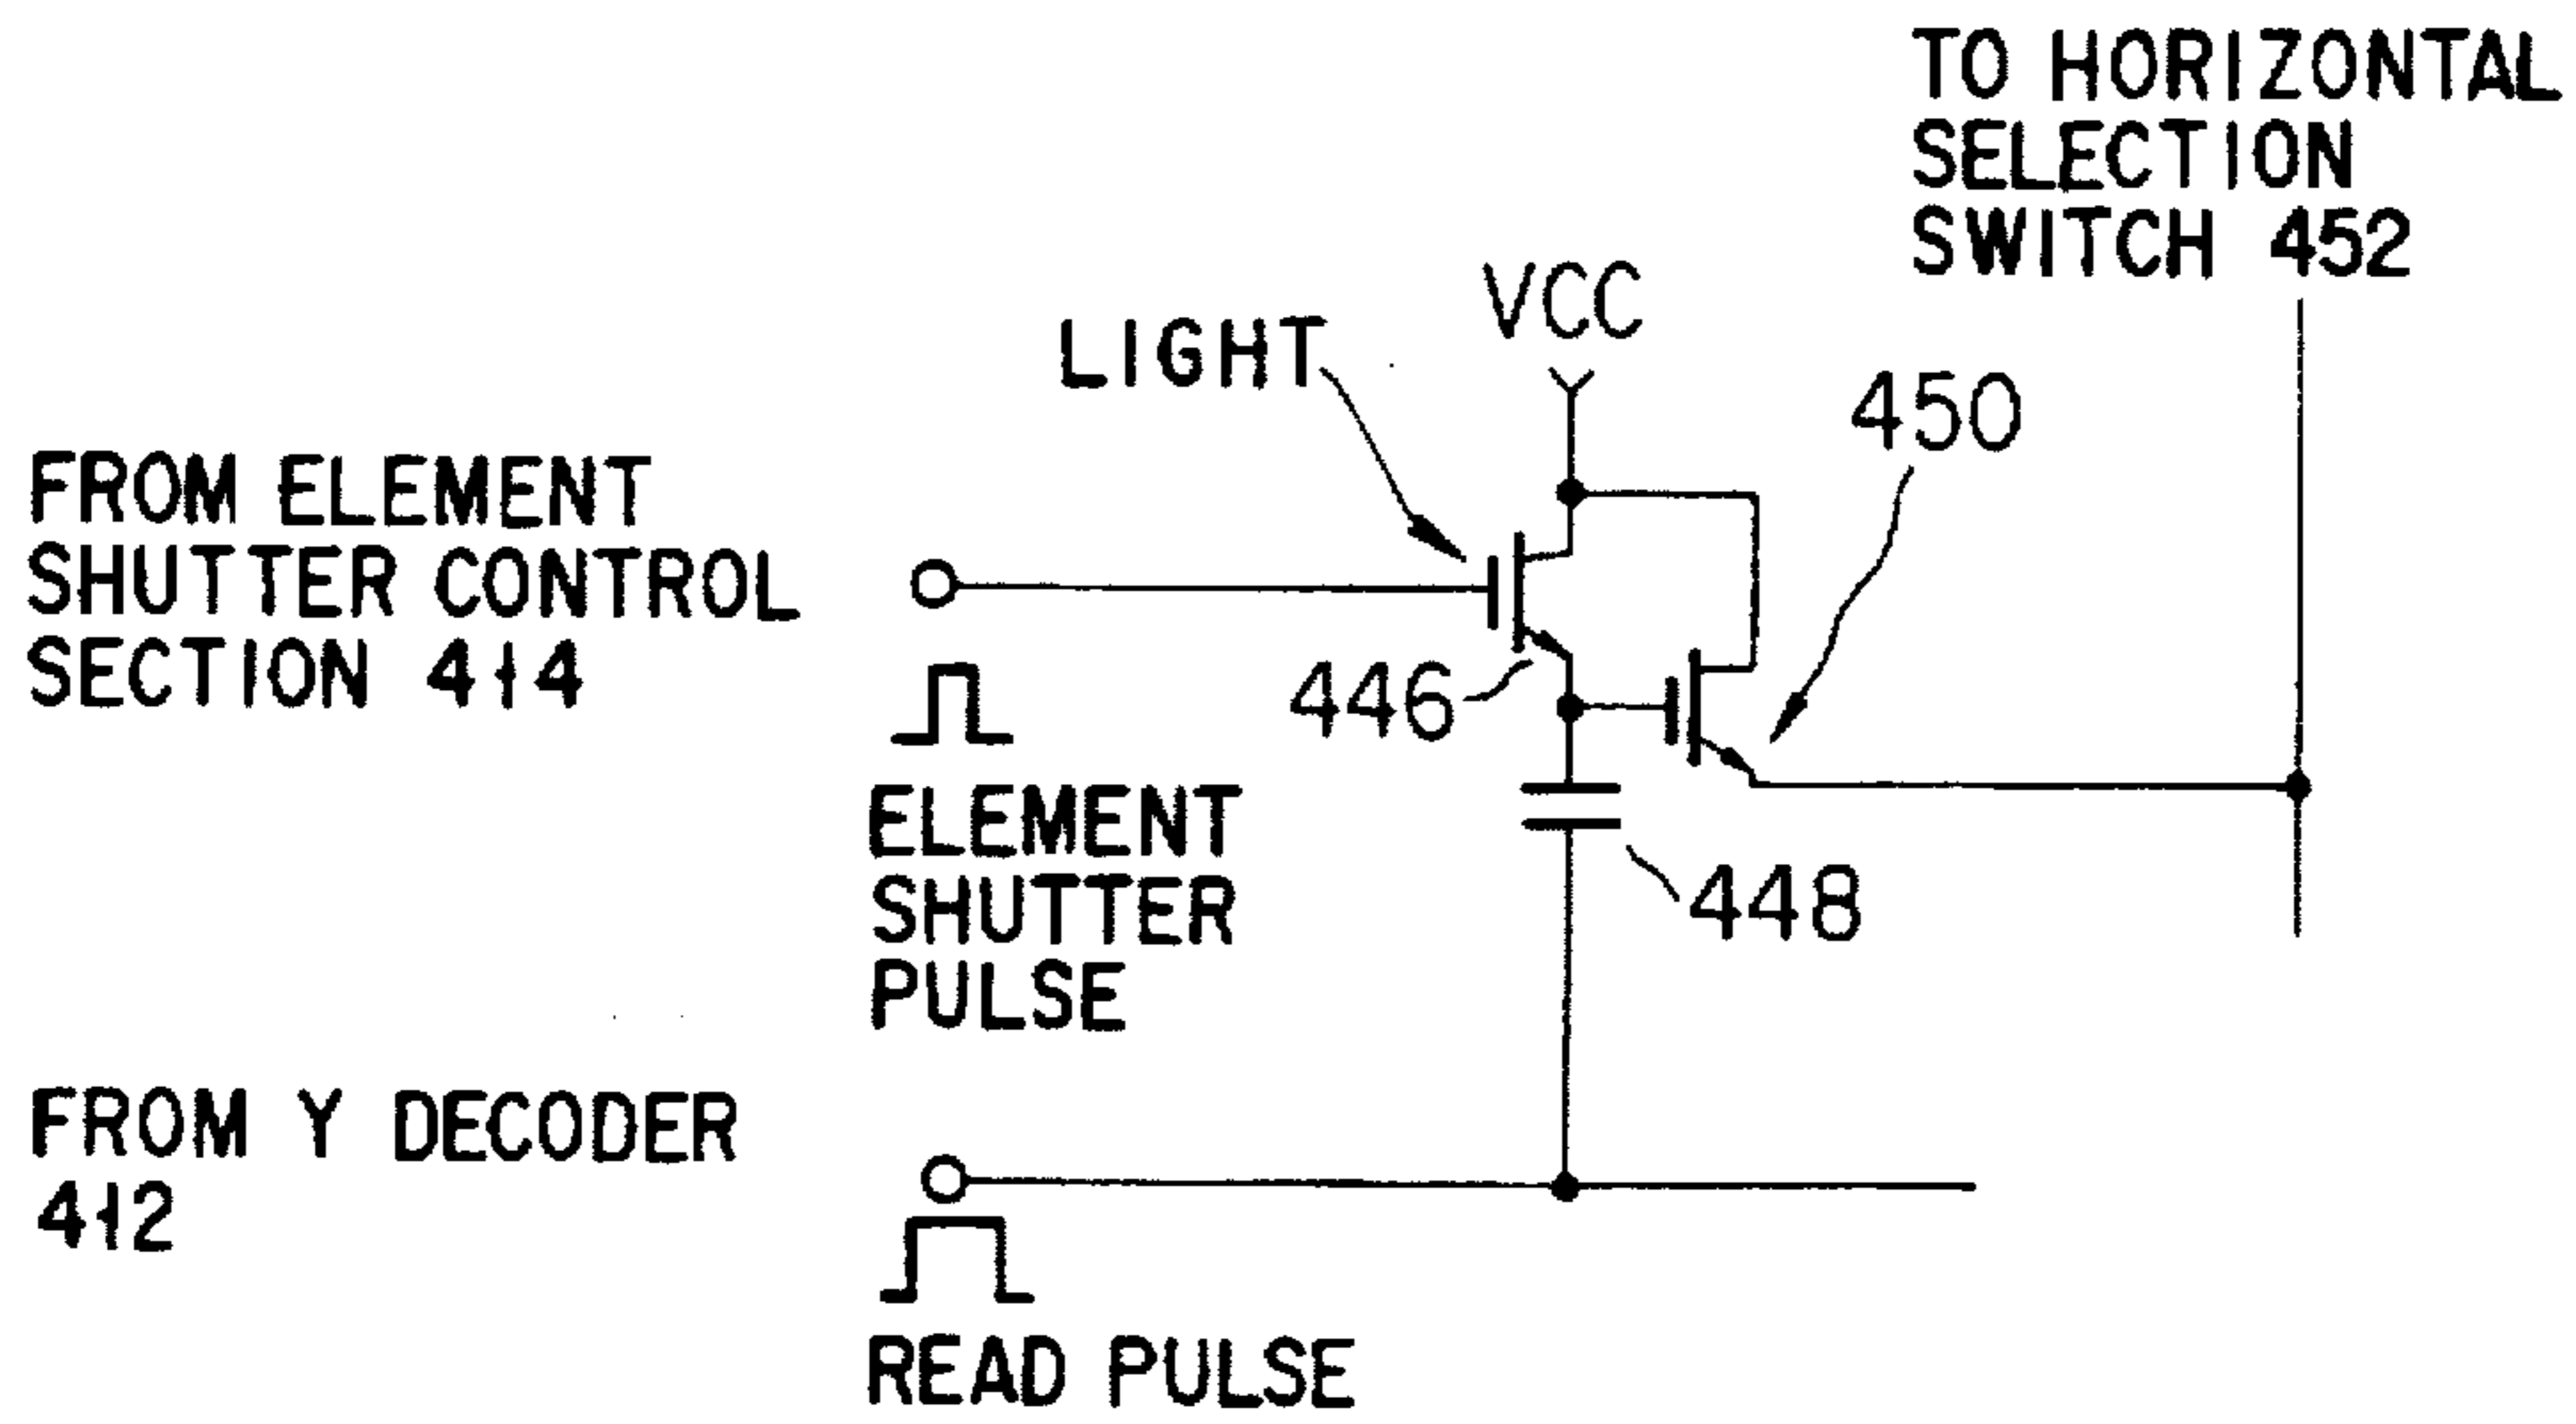 TO HORIZONTAL
SELECTION
SWITCH 452
VCC
LIGHT
450
FROM ELEMENT
SHUTTER CONTROL
SECTION 414
446
ELEMENT
SHUTTER
PULSE
448
FROM Y DECODER
412
READ PULSE